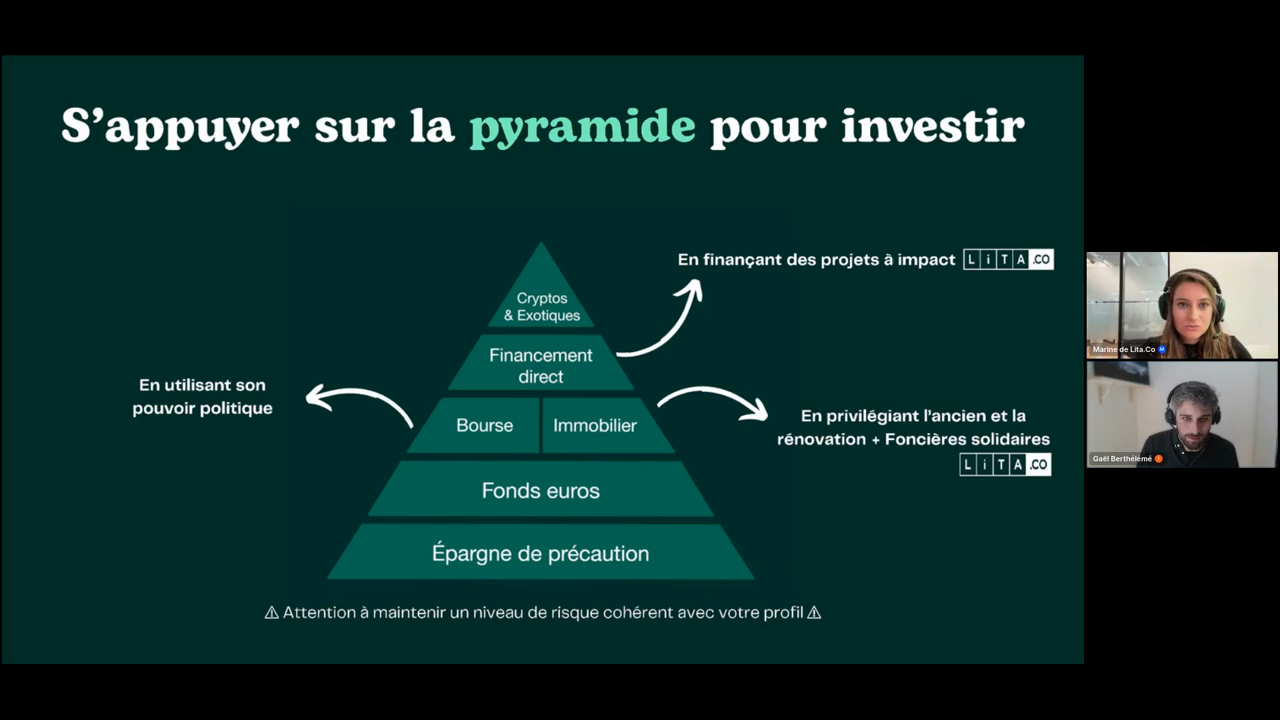 S'appuyer sur la pyramide pour investir
En finançant des projets à impact LiTA.CO
Cryptos
& Exotiques
Financement
direct
En utilisant son
pouvoir politique
Bourse
Immobilier
En privilégiant l'ancien et la
rénovation + Foncières solidaires
LiTA.CO
Fonds euros
Épargne de précaution
⚠ Attention à maintenir un niveau de risque cohérent avec votre profil ⚠
Marine de Lita.Co
Gaël Berthélémé